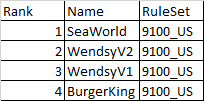 Rank Name RuleSet
1 SeaWorld 9100_US
2 WendsyV2 9100_US
3 WendsyV1 9100_US
4 BurgerKing 9100_US